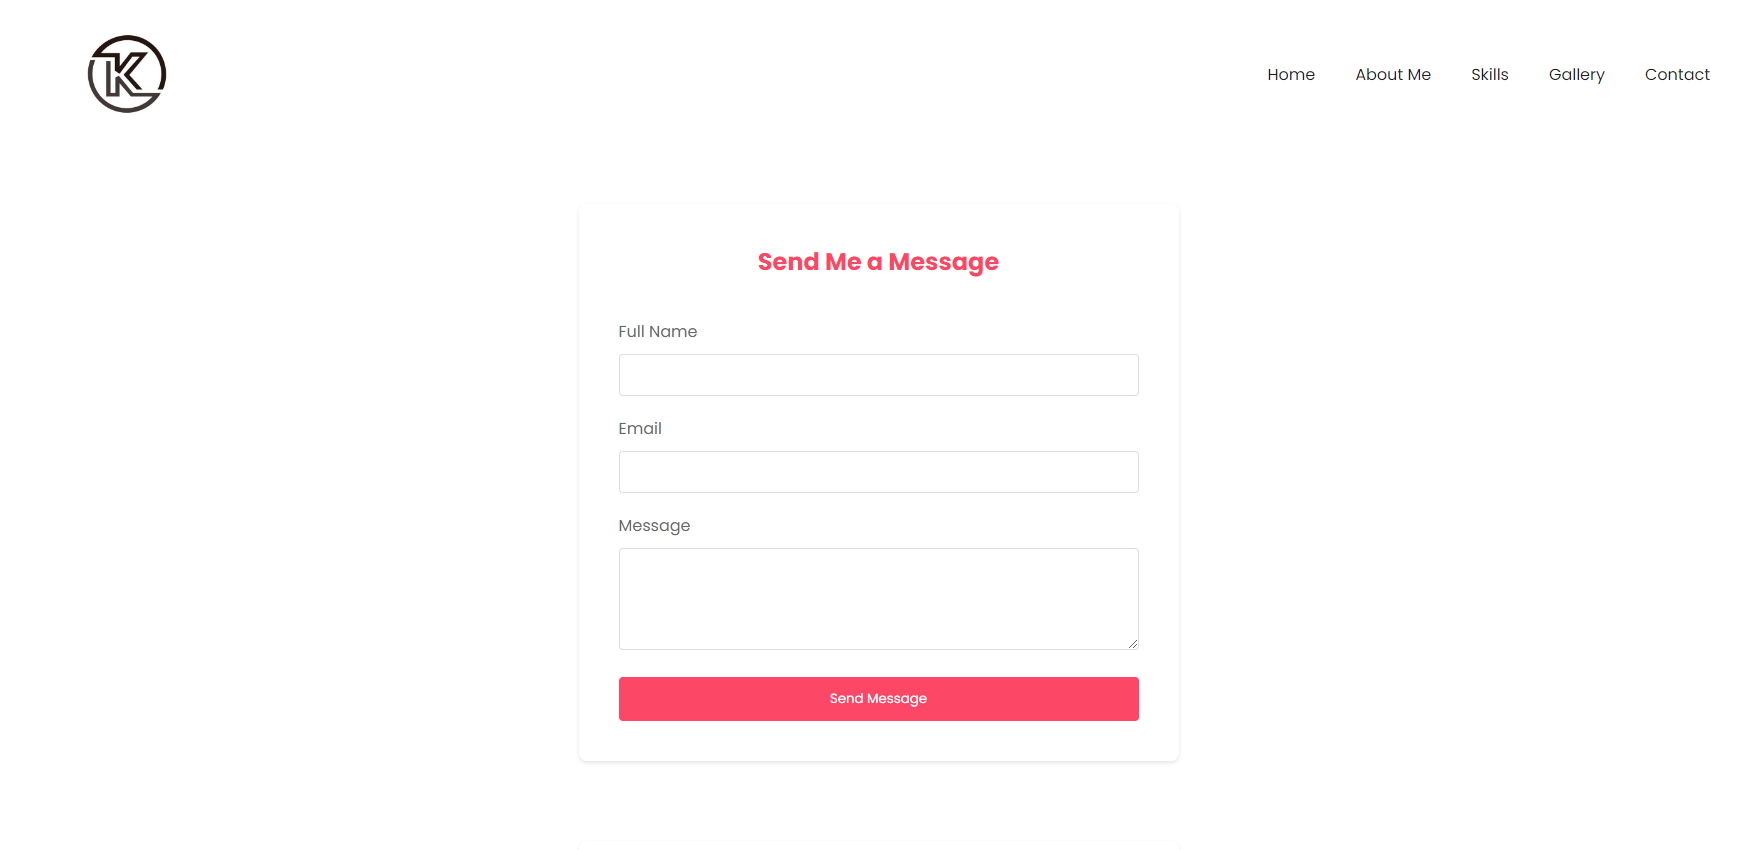 K
Home About Me Skills Gallery Contact
Send Me a Message
Full Name
Email
Message
Send Message